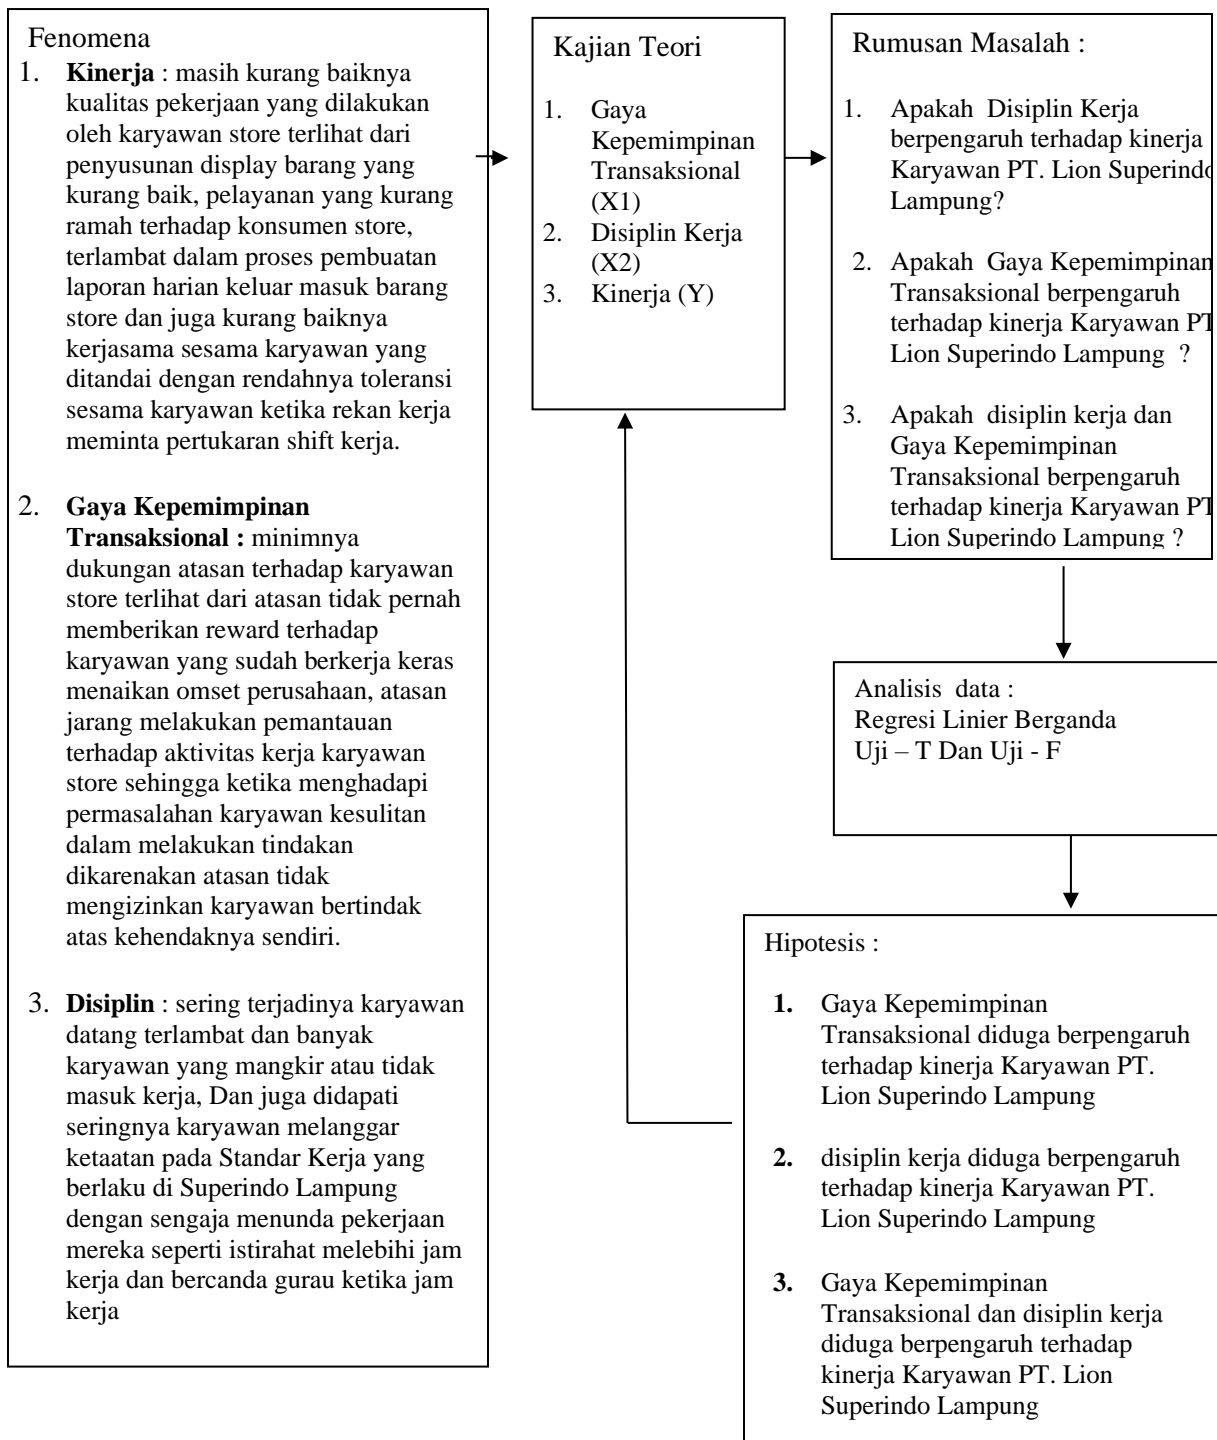 Fenomena
1. Kinerja : masih kurang baiknya
kualitas pekerjaan yang dilakukan
oleh karyawan store terlihat dari
penyusunan display barang yang
kurang baik, pelayanan yang kurang
ramah terhadap konsumen store,
terlambat dalam proses pembuatan
laporan harian keluar masuk barang
store dan juga kurang baiknya
kerjasama sesama karyawan yang
ditandai dengan rendahnya toleransi
sesama karyawan ketika rekan kerja
meminta pertukaran shift kerja.
2. Gaya Kepemimpinan
Transaksional : minimnya
dukungan atasan terhadap karyawan
store terlihat dari atasan tidak pernah
memberikan reward terhadap
karyawan yang sudah berkerja keras
menaikan omset perusahaan, atasan
jarang melakukan pemantauan
terhadap aktivitas kerja karyawan
store sehingga ketika menghadapi
permasalahan karyawan kesulitan
dalam melakukan tindakan
dikarenakan atasan tidak
mengizinkan karyawan bertindak
atas kehendaknya sendiri.
3. Disiplin : sering terjadinya karyawan
datang terlambat dan banyak
karyawan yang mangkir atau tidak
masuk kerja, Dan juga didapati
seringnya karyawan melanggar
ketaatan pada Standar Kerja yang
berlaku di Superindo Lampung
dengan sengaja menunda pekerjaan
mereka seperti istirahat melebihi jam
kerja dan bercanda gurau ketika jam
kerja
Kajian Teori
1. Gaya
Kepemimpinan
Transaksional
(X1)
2. Disiplin Kerja
(X2)
3. Kinerja (Y)
Rumusan Masalah :
1. Apakah Disiplin Kerja
berpengaruh terhadap kinerja
Karyawan PT. Lion Superindo
Lampung?
2. Apakah Gaya Kepemimpinan
Transaksional berpengaruh
terhadap kinerja Karyawan PT
Lion Superindo Lampung ?
3. Apakah disiplin kerja dan
Gaya Kepemimpinan
Transaksional berpengaruh
terhadap kinerja Karyawan PT
Lion Superindo Lampung ?
Analisis data :
Regresi Linier Berganda
Uji – T Dan Uji - F
Hipotesis :
1. Gaya Kepemimpinan
Transaksional diduga berpengaruh
terhadap kinerja Karyawan PT.
Lion Superindo Lampung
2. disiplin kerja diduga berpengaruh
terhadap kinerja Karyawan PT.
Lion Superindo Lampung
3. Gaya Kepemimpinan
Transaksional dan disiplin kerja
diduga berpengaruh terhadap
kinerja Karyawan PT. Lion
Superindo Lampung